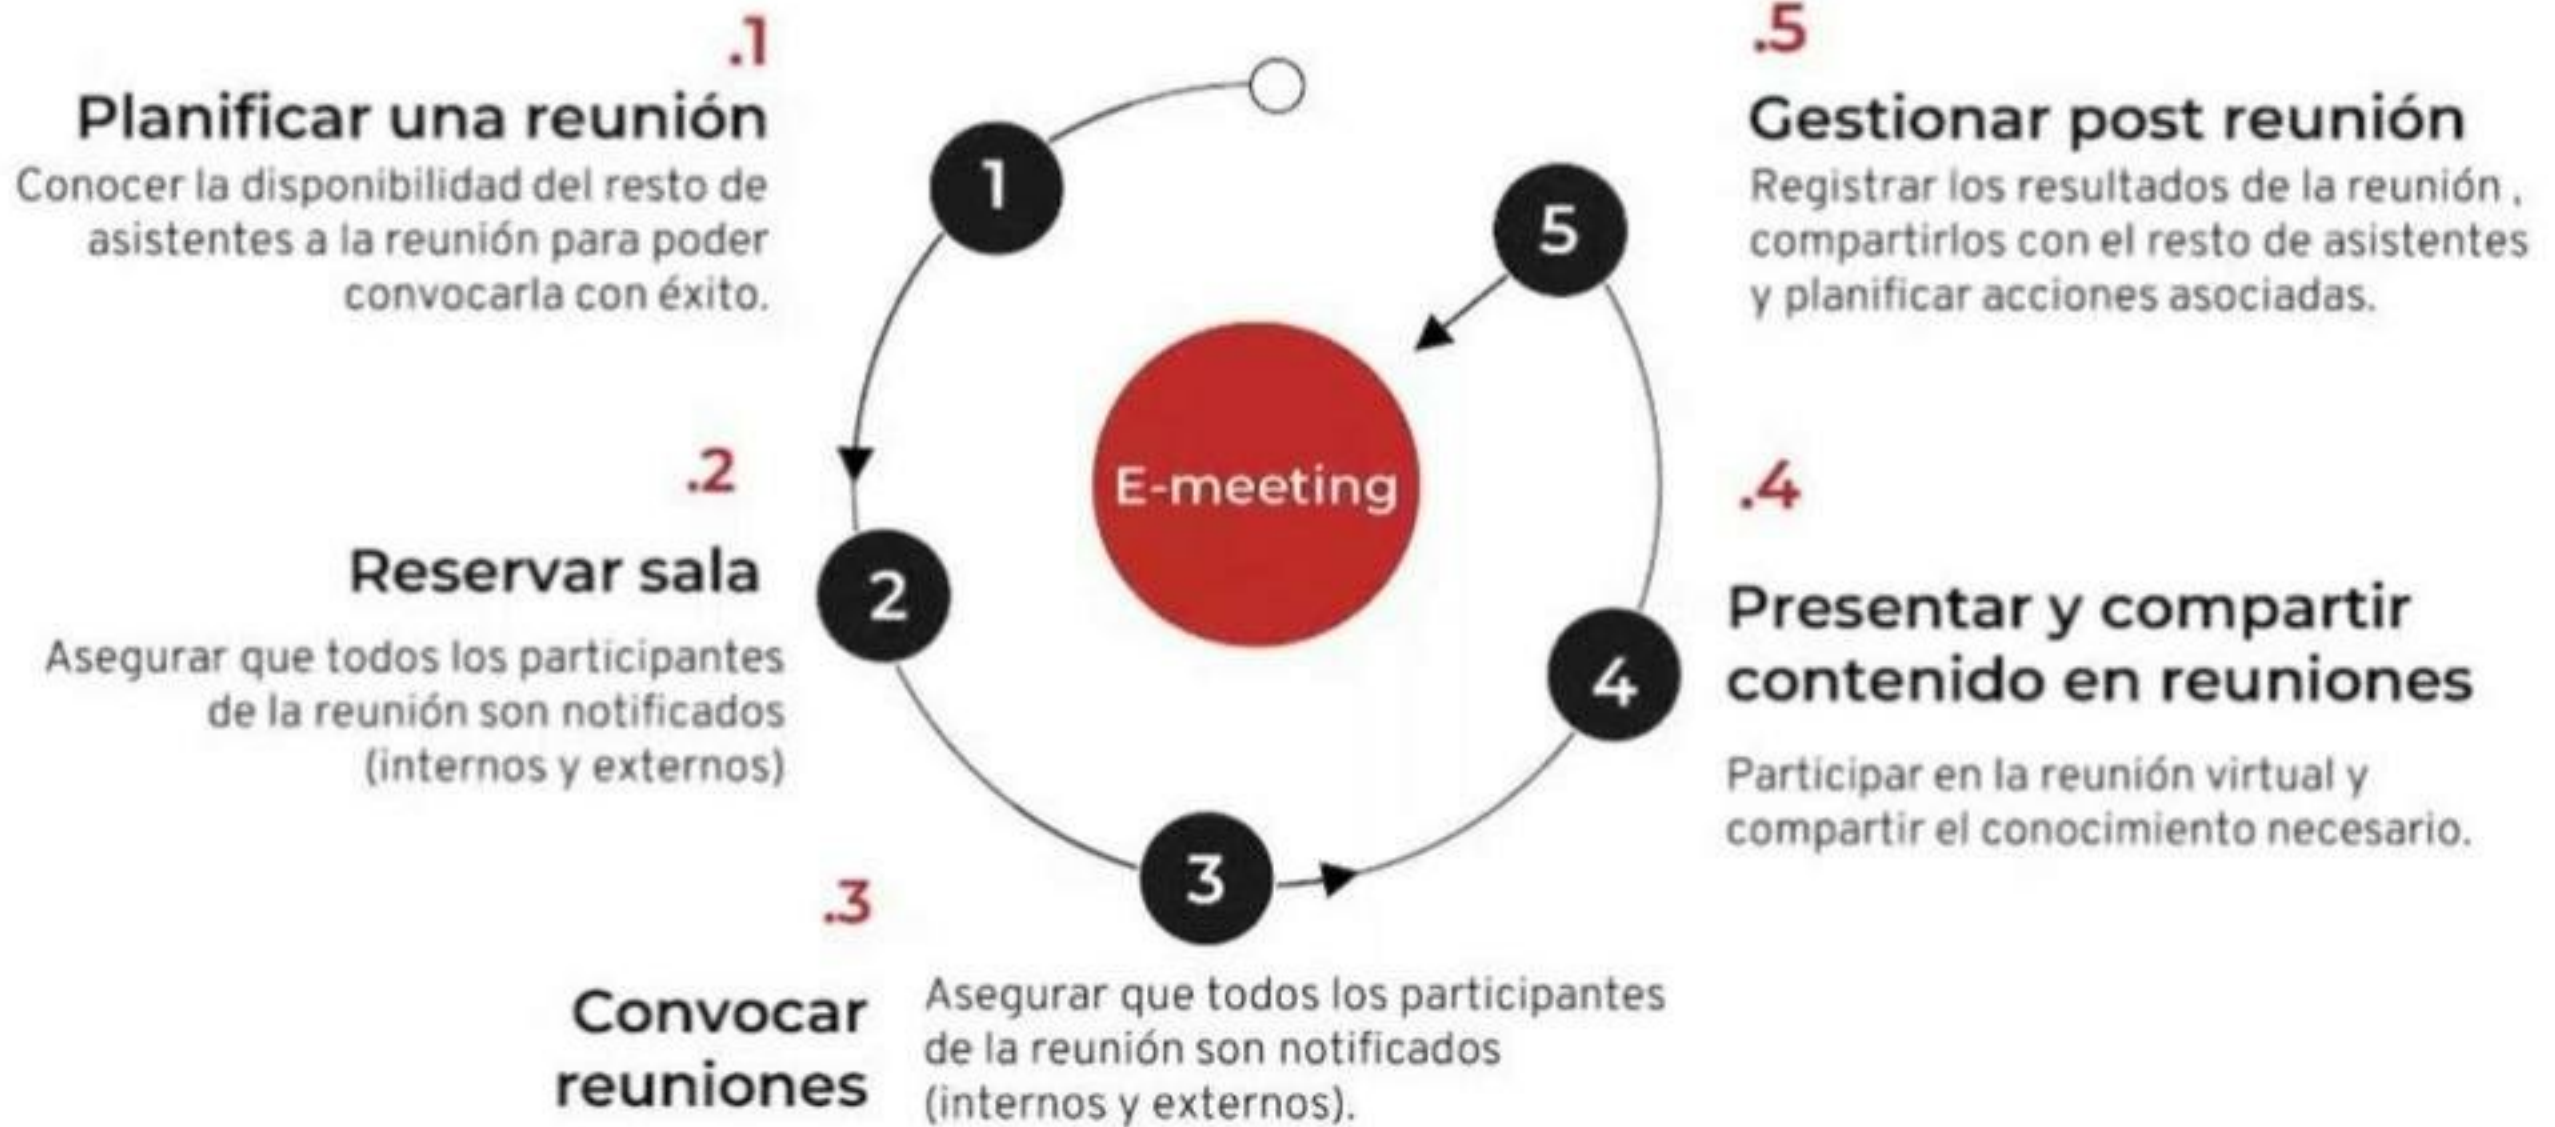 .1
Planificar una reunión
Conocer la disponibilidad del resto de
asistentes a la reunión para poder
convocarla con éxito.
1
.2
Reservar sala
Asegurar que todos los participantes
de la reunión son notificados
(internos y externos)
2
.3
Convocar
reuniones
Asegurar que todos los participantes
de la reunión son notificados
(internos y externos).
3
.4
Presentar y compartir
contenido en reuniones
Participar en la reunión virtual y
compartir el conocimiento necesario.
4
.5
Gestionar post reunión
Registrar los resultados de la reunión ,
compartirlos con el resto de asistentes
y planificar acciones asociadas.
5
E-meeting